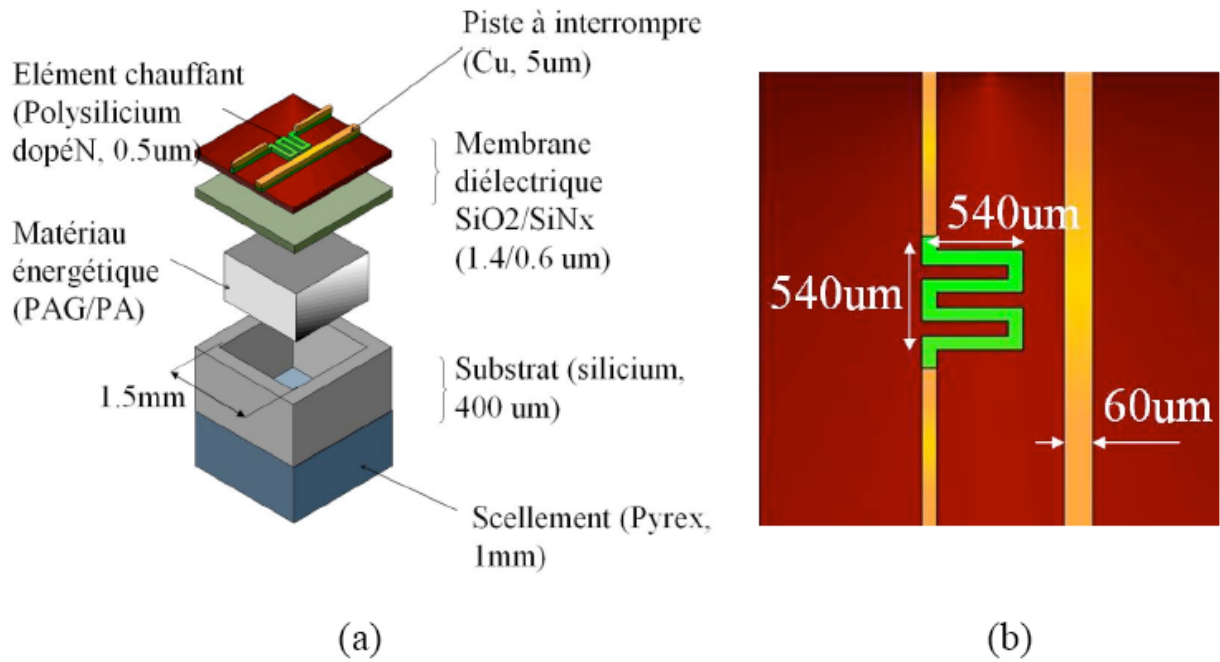 Piste à interrompre
(Cu, 5um)
Elément chauffant
(Polysilicium
dopéN, 0.5um)
Membrane
diélectrique
SiO2/SiNx
(1.4/0.6 um)
Matériau
énergétique
(PAG/PA)
1.5mm
Substrat (silicium,
400 um)
Scellement (Pyrex,
1mm)
(a)
540um
540um
60um
(b)